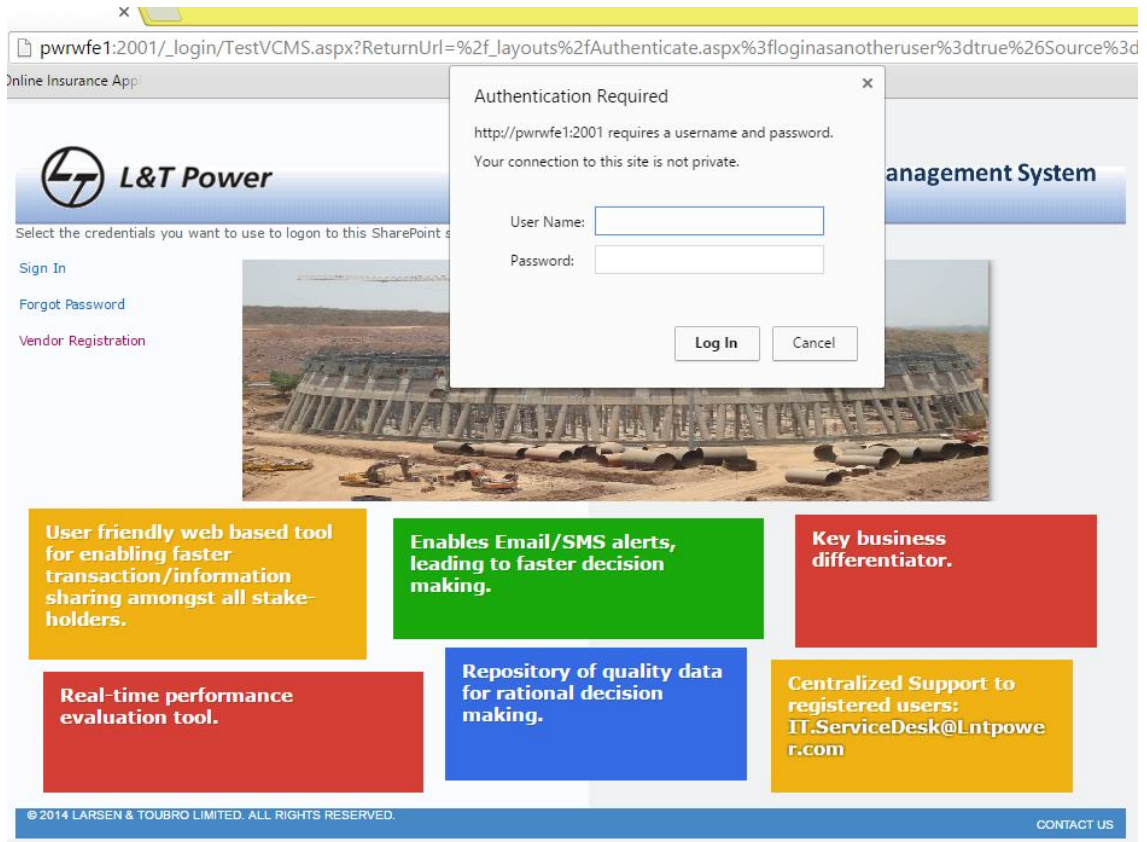 pwrwfe1:2001/_login/TestVCMS.aspx?ReturnUrl=%2f_layouts%2fAuthenticate.aspx%3floginasanotheruser%3dtrue%26Source%3d
Online Insurance App
Authentication Required
http://pwrwfe1:2001 requires a username and password.
Your connection to this site is not private.
User Name:
Password:
Log In
Cancel
L&T Power
anagement System
Select the credentials you want to use to logon to this SharePoint s
Sign In
Forgot Password
Vendor Registration
User friendly web based tool
for enabling faster
transaction/information
sharing amongst all stake-
holders.
Enables Email/SMS alerts,
leading to faster decision
making.
Key business
differentiator.
Real-time performance
evaluation tool.
Repository of quality data
for rational decision
making.
Centralized Support to
registered users:
IT.ServiceDesk@Lntpowe
r.com
© 2014 LARSEN & TOUBRO LIMITED. ALL RIGHTS RESERVED.
CONTACT US